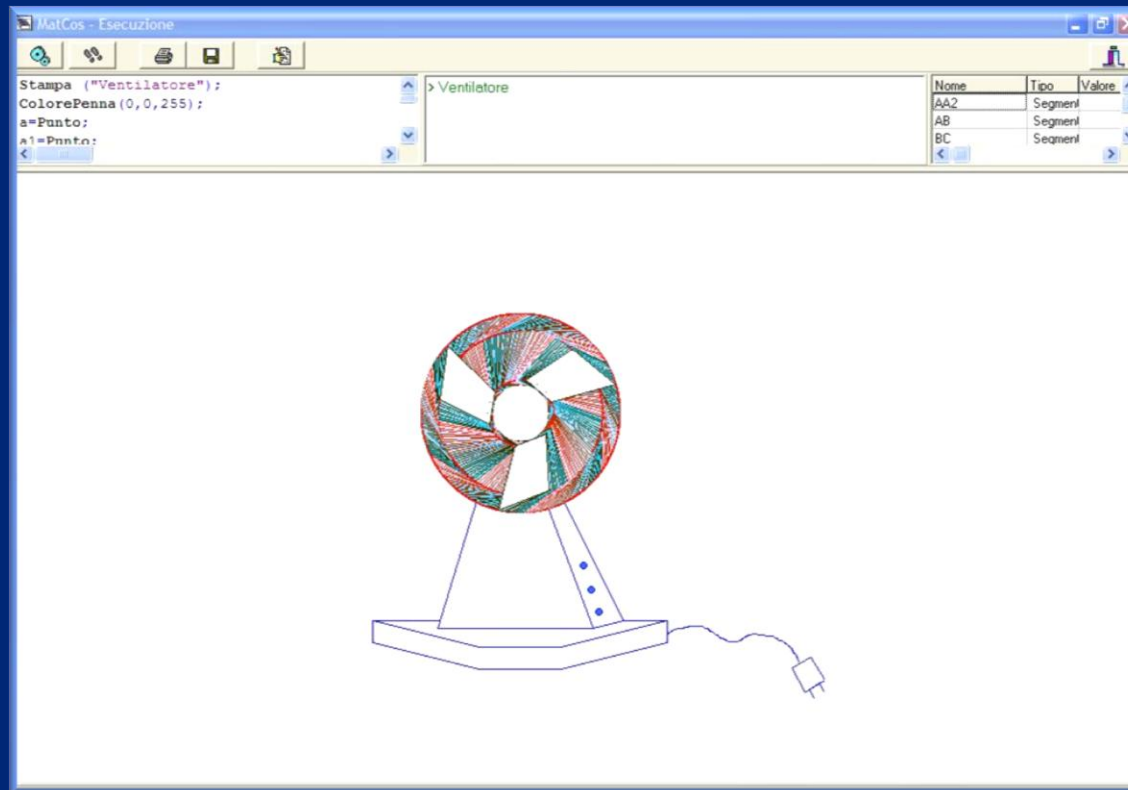 MatCos - Esecuzione
Stampa ("Ventilatore");
ColorePenna(0,0,255);
a=Punto;
a1=Punto;
> Ventilatore
Nome Tipo Valore
AA2 Segment
AB Segment
BC Segment